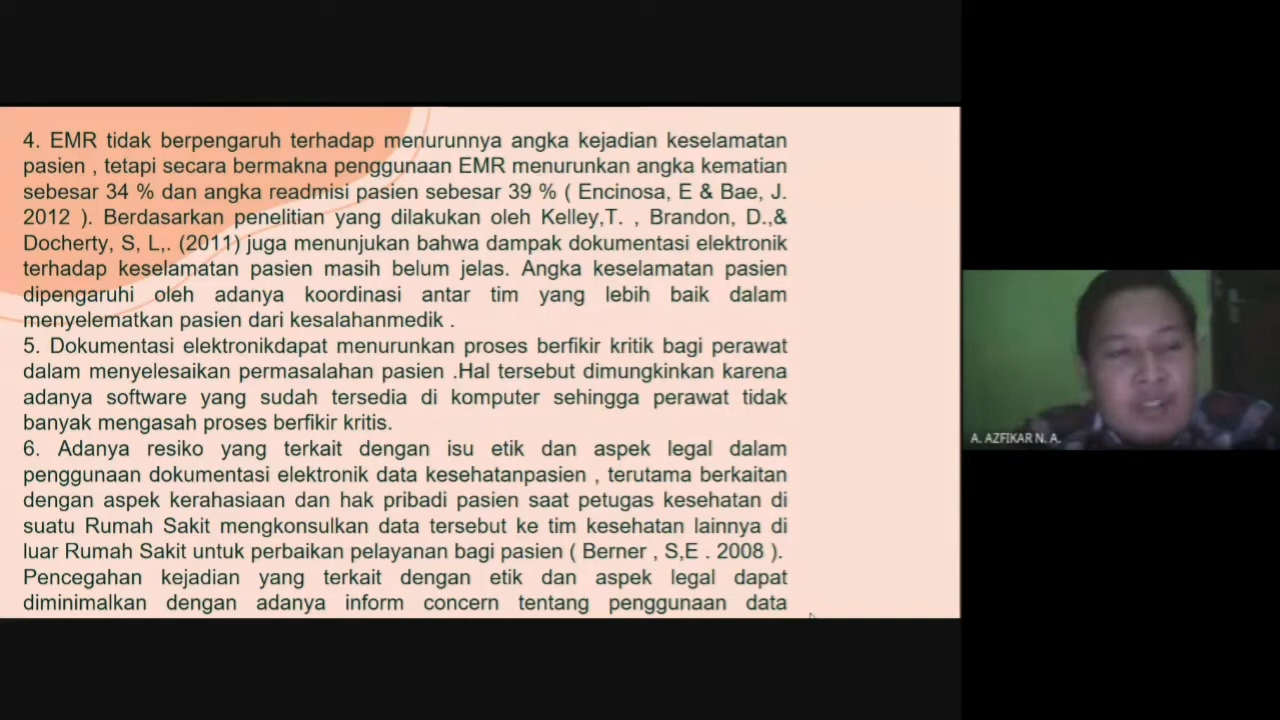 4. EMR tidak berpengaruh terhadap menurunnya angka kejadian keselamatan
pasien , tetapi secara bermakna penggunaan EMR menurunkan angka kematian
sebesar 34 % dan angka readmisi pasien sebesar 39 % ( Encinosa, E & Bae, J.
2012 ). Berdasarkan penelitian yang dilakukan oleh Kelley,T. , Brandon, D.,&
Docherty, S, L,. (2011) juga menunjukan bahwa dampak dokumentasi elektronik
terhadap keselamatan pasien masih belum jelas. Angka keselamatan pasien
dipengaruhi oleh adanya koordinasi antar tim yang lebih baik dalam
menyelematkan pasien dari kesalahanmedik .
5. Dokumentasi elektronikdapat menurunkan proses berfikir kritik bagi perawat
dalam menyelesaikan permasalahan pasien .Hal tersebut dimungkinkan karena
adanya software yang sudah tersedia di komputer sehingga perawat tidak
banyak mengasah proses berfikir kritis.
6. Adanya resiko yang terkait dengan isu etik dan aspek legal dalam
penggunaan dokumentasi elektronik data kesehatanpasien , terutama berkaitan
dengan aspek kerahasiaan dan hak pribadi pasien saat petugas kesehatan di
suatu Rumah Sakit mengkonsulkan data tersebut ke tim kesehatan lainnya di
luar Rumah Sakit untuk perbaikan pelayanan bagi pasien ( Berner , S,E . 2008 ).
Pencegahan kejadian yang terkait dengan etik dan aspek legal dapat
diminimalkan dengan adanya inform concern tentang penggunaan data
A. AZFIKAR N. A.